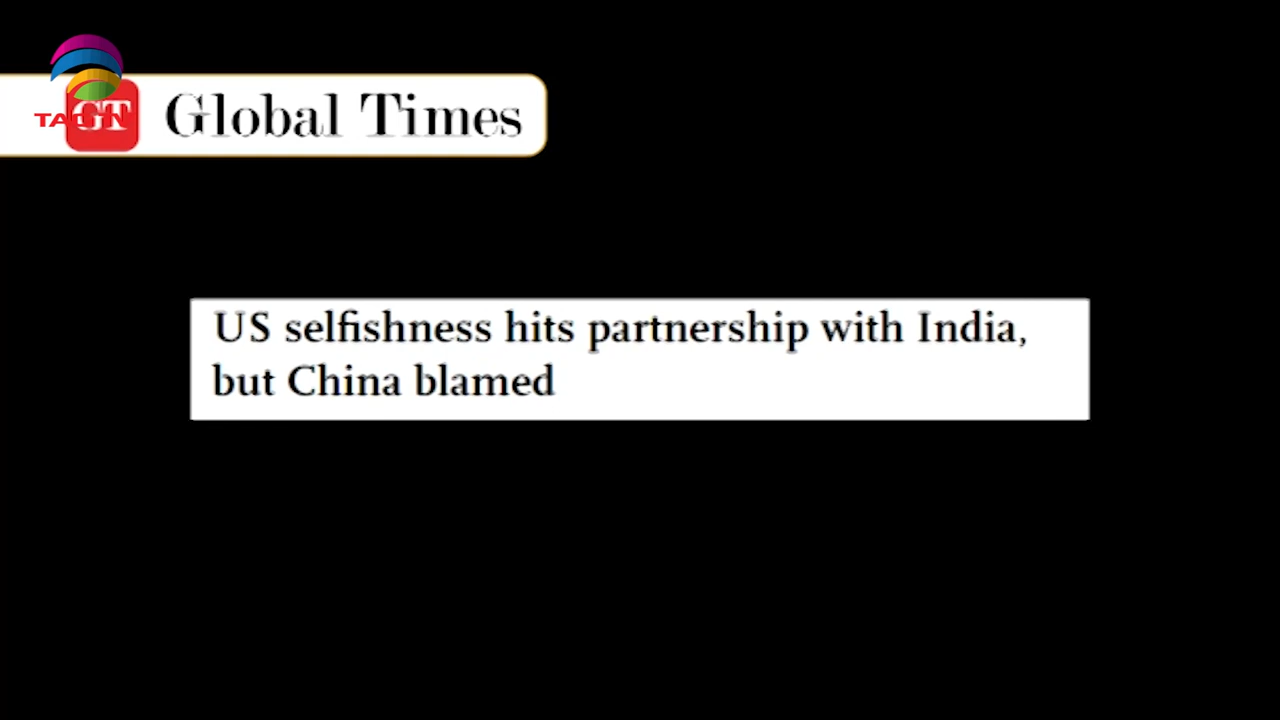 GT Global Times
US selfishness hits partnership with India,
but China blamed